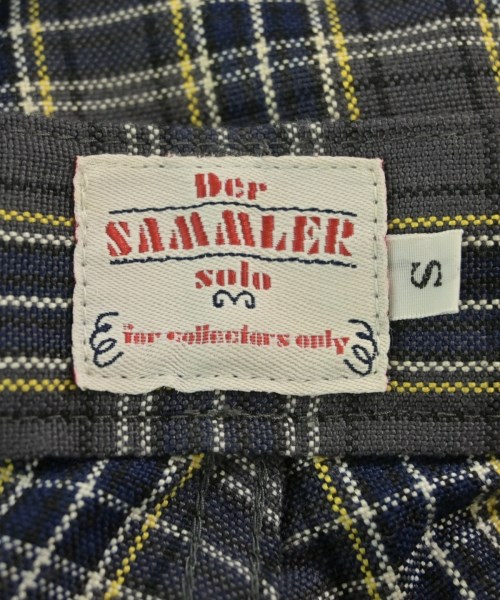 Der
SAMMLER
solo
for collectors only
S